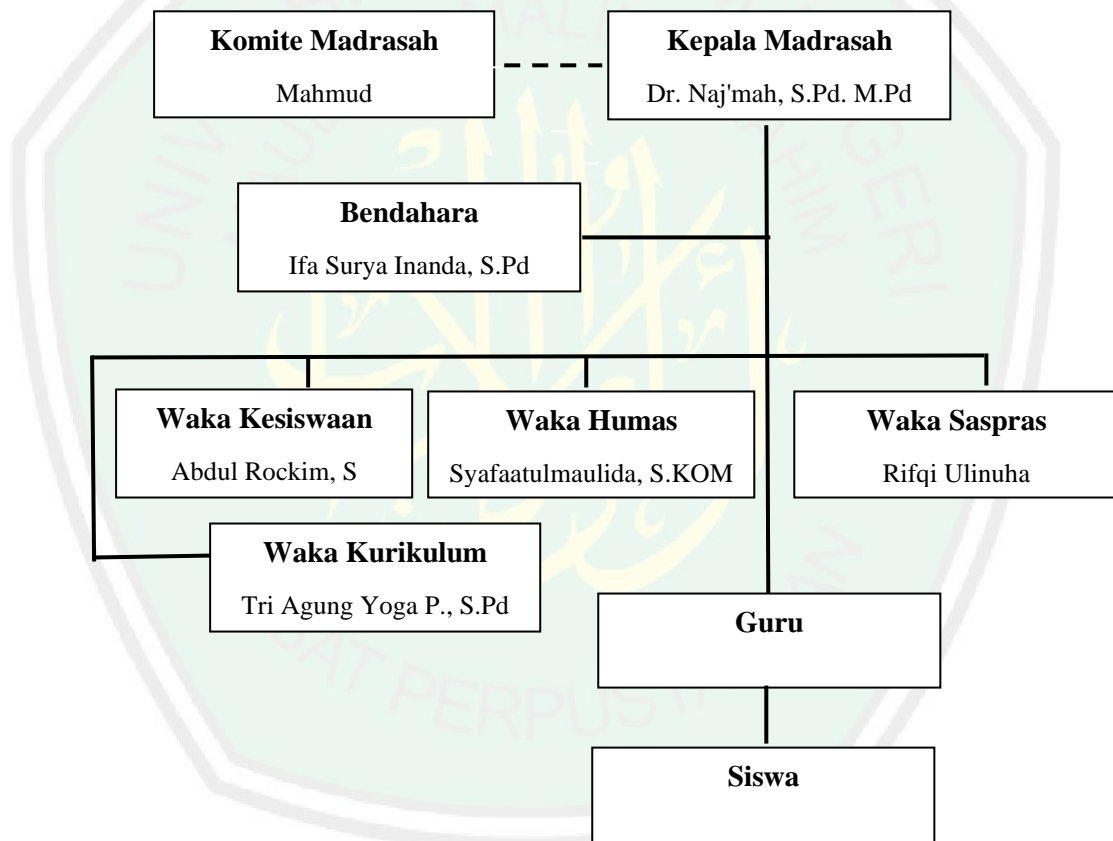 Komite Madrasah
Mahmud
Kepala Madrasah
Dr. Naj'mah, S.Pd. M.Pd
Bendahara
Ifa Surya Inanda, S.Pd
Waka Kesiswaan
Abdul Rockim, S
Waka Humas
Syafaatulmaulida, S.KOM
Waka Saspras
Rifqi Ulinuha
Waka Kurikulum
Tri Agung Yoga P., S.Pd
Guru
Siswa